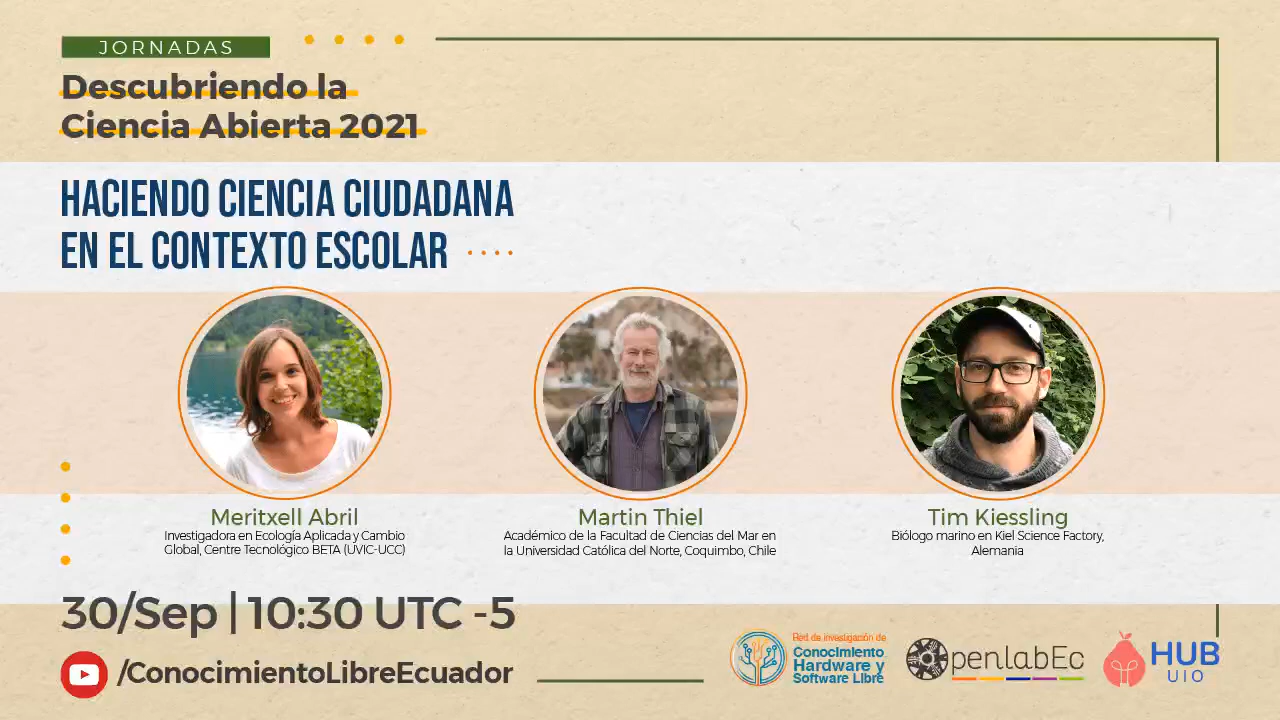 JORNADAS
Descubriendo la
Ciencia Abierta 2021
HACIENDO CIENCIA CIUDADANA
EN EL CONTEXTO ESCOLAR
Meritxell Abril
Investigadora en Ecología Aplicada y Cambio
Global, Centre Tecnológico BETA (UVIC-UCC)
Martin Thiel
Académico de la Facultad de Ciencias del Mar en
la Universidad Católica del Norte, Coquimbo, Chile
Tim Kiessling
Biólogo marino en Kiel Science Factory,
Alemania
30/Sep | 10:30 UTC -5
/ConocimientoLibreEcuador
Red de investigación de
Conocimiento
Hardware y
Software Libre
OpenlabEc
HUB
UIO